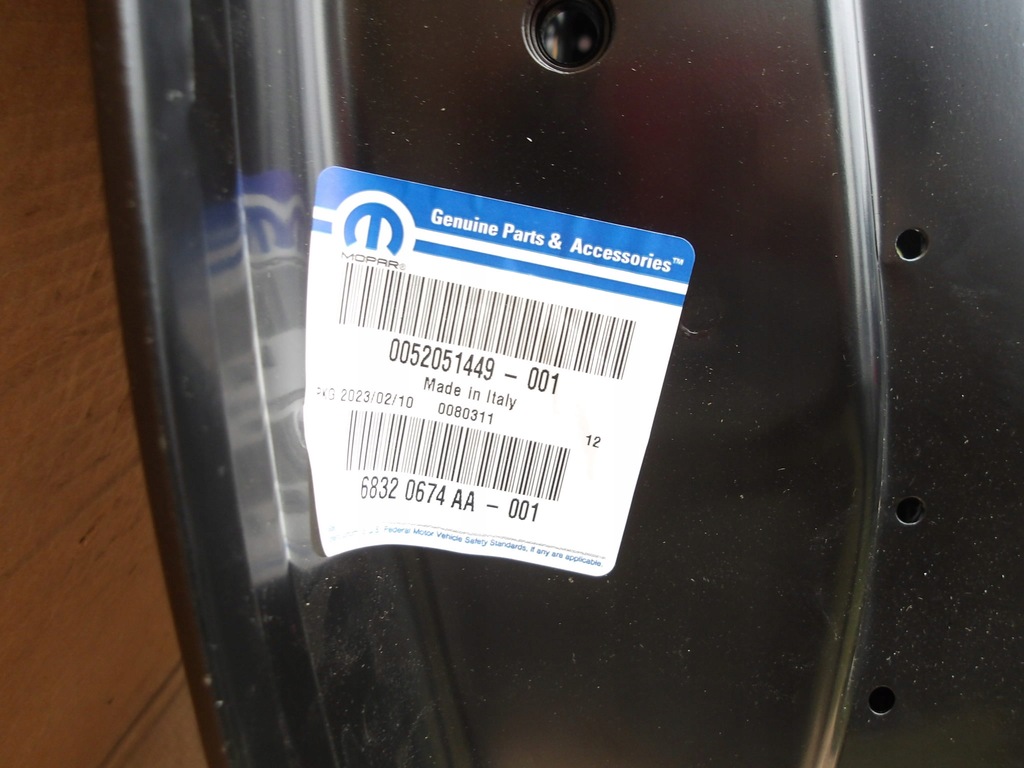 Genuine Parts & Accessories™
MOPAR®
0052051449 - 001
Made in Italy
PKG 2023/02/10 0080311
12
6832 0674 AA - 001
Federal Motor Vehicle Safety Standards, if any are applicable.